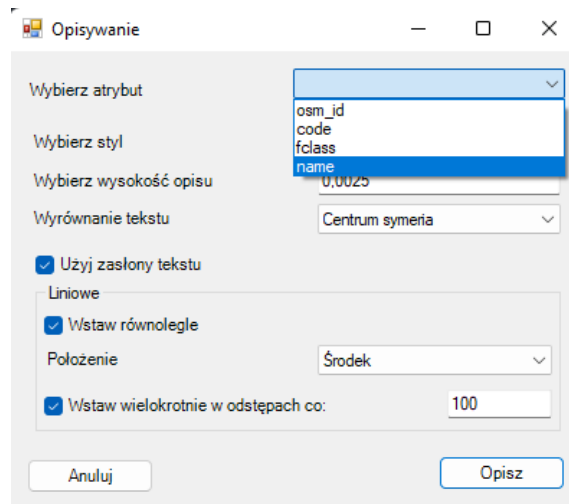 Opisywanie
Wybierz atrybut
osm_id
code
fclass
name
Wybierz styl
Wybierz wysokość opisu 0,0025
Wyrównanie tekstu Centrum symeria
Użyj zasłony tekstu
Liniowe
Wstaw równolegle
Położenie Środek
Wstaw wielokrotnie w odstępach co: 100
Anuluj Opisz